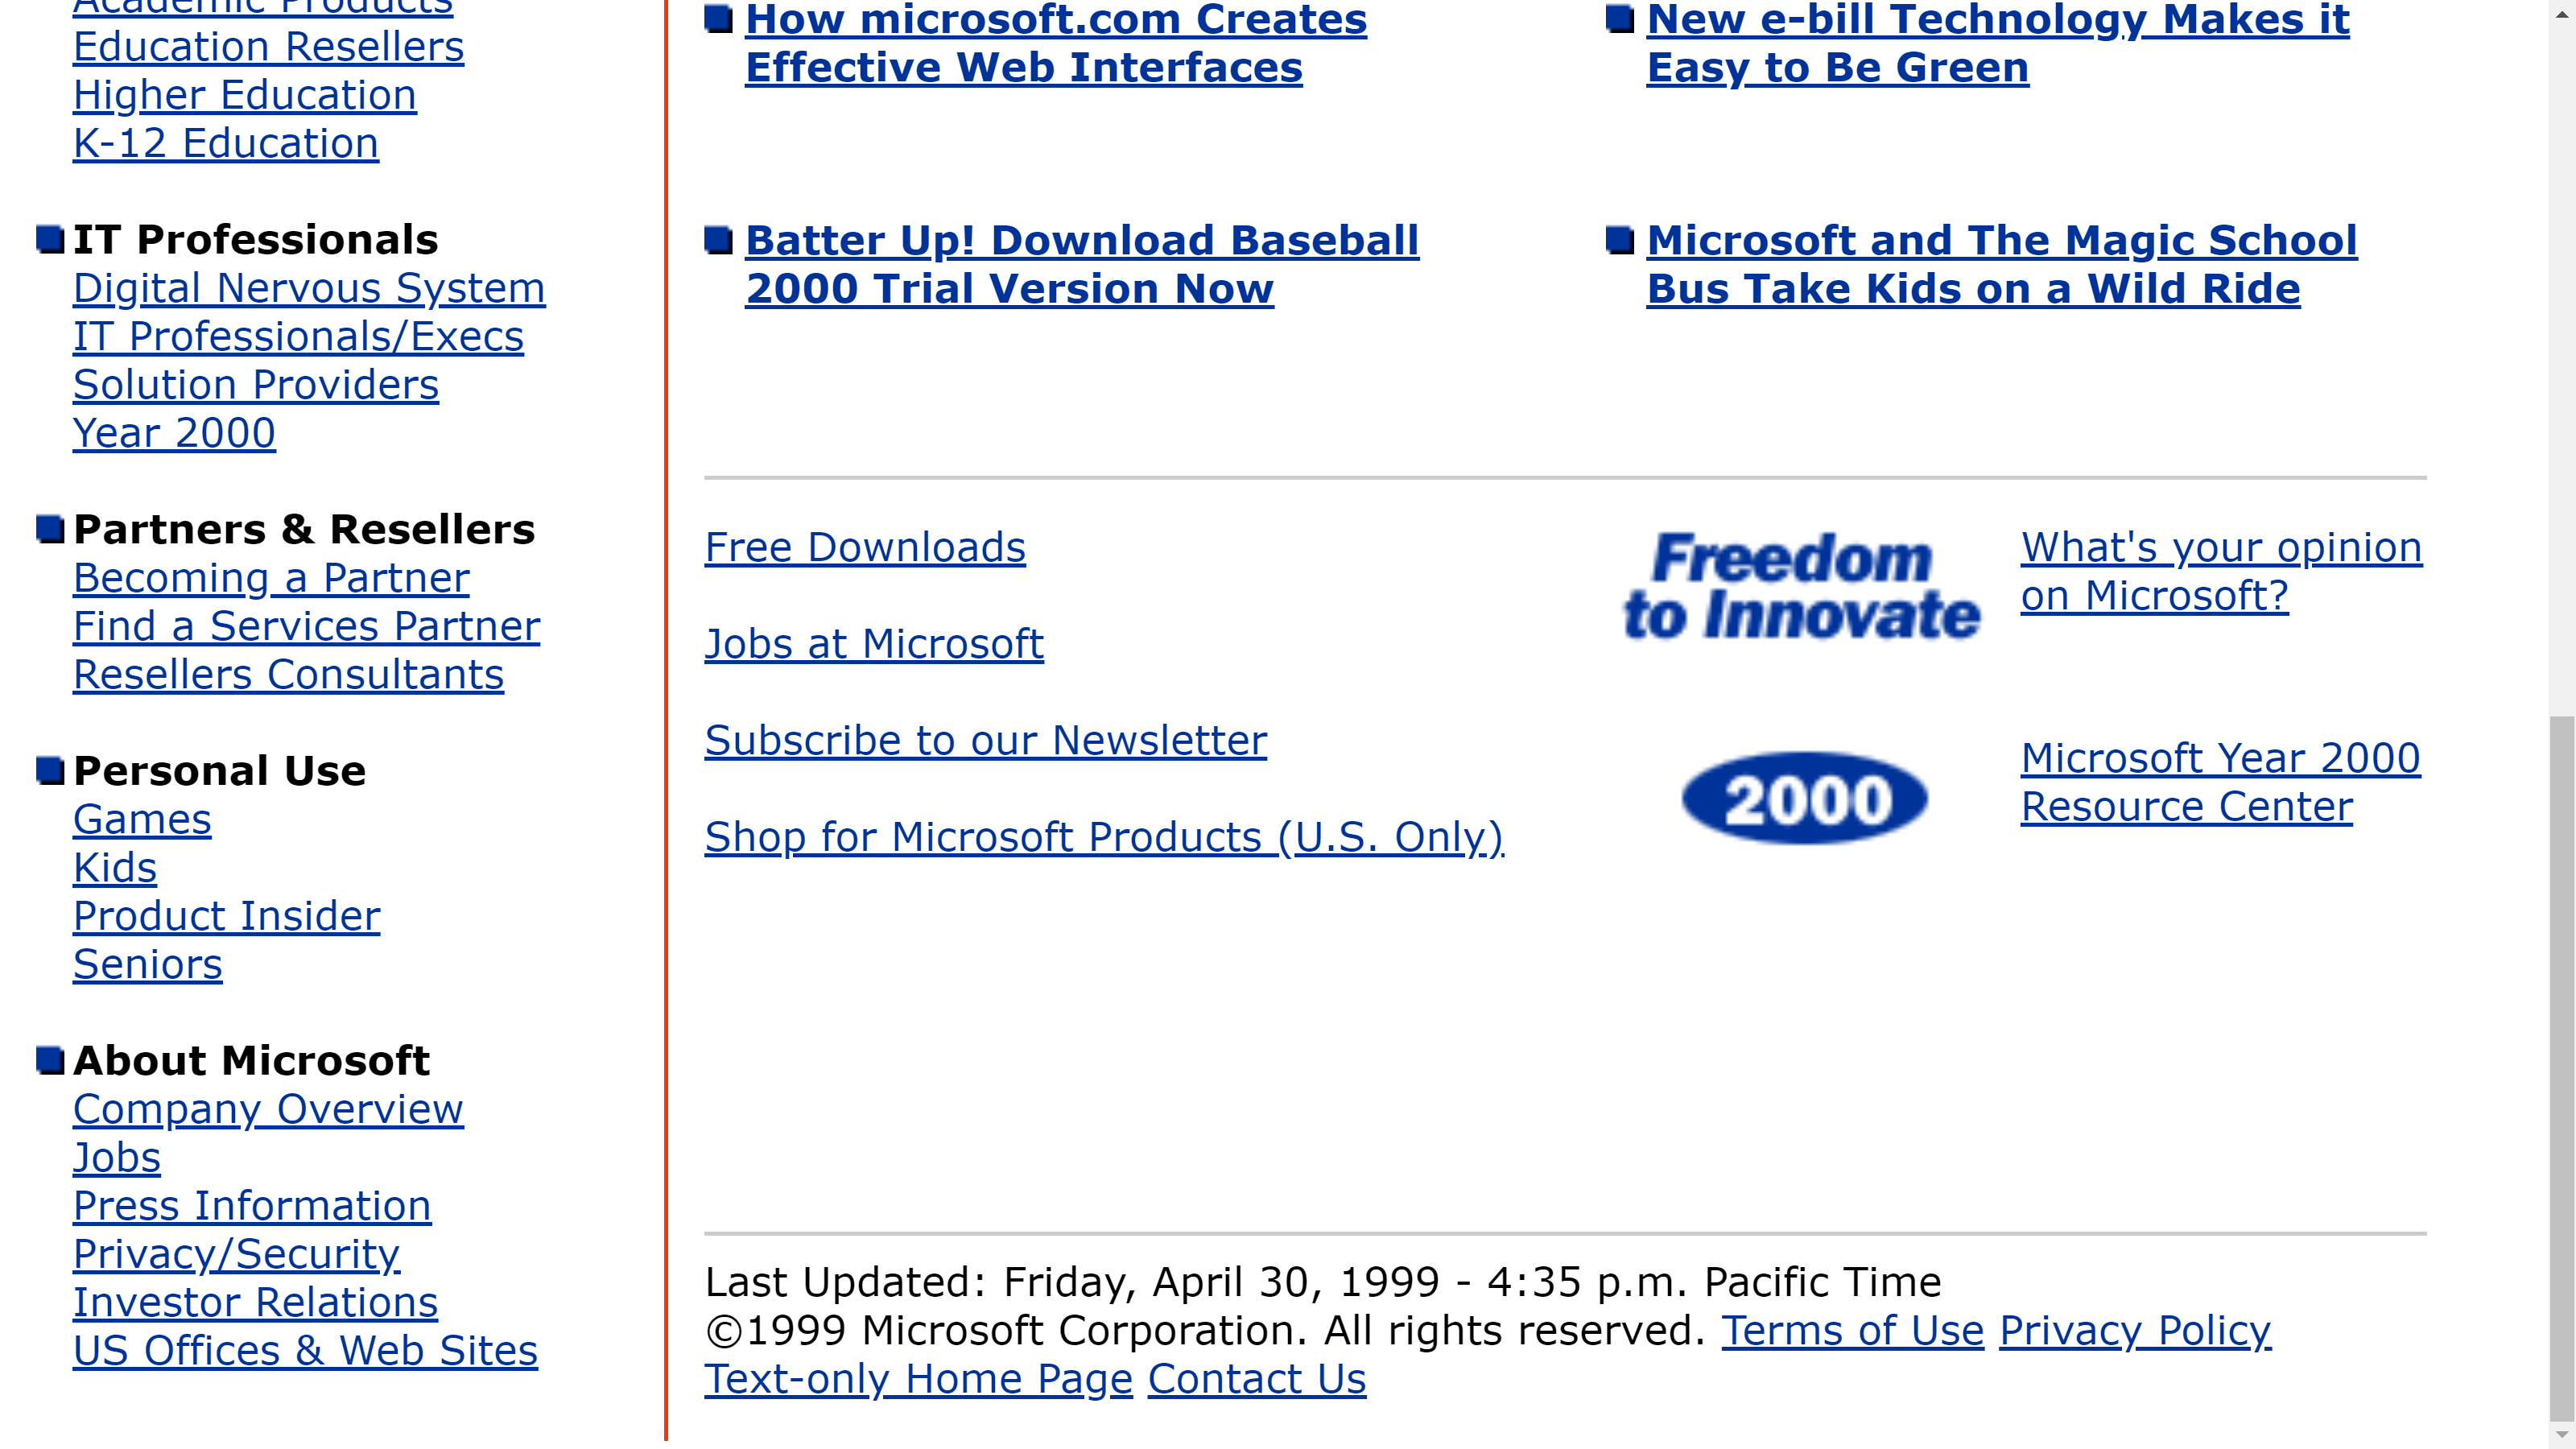 Academic Products
Education Resellers
Higher Education
K-12 Education
IT Professionals
Digital Nervous System
IT Professionals/Execs
Solution Providers
Year 2000
Partners & Resellers
Becoming a Partner
Find a Services Partner
Resellers Consultants
Personal Use
Games
Kids
Product Insider
Seniors
About Microsoft
Company Overview
Jobs
Press Information
Privacy/Security
Investor Relations
US Offices & Web Sites
How microsoft.com Creates
Effective Web Interfaces
New e-bill Technology Makes it
Easy to Be Green
Batter Up! Download Baseball
2000 Trial Version Now
Microsoft and The Magic School
Bus Take Kids on a Wild Ride
Free Downloads
Jobs at Microsoft
Subscribe to our Newsletter
Shop for Microsoft Products (U.S. Only)
Freedom
to Innovate
What's your opinion
on Microsoft?
2000
Microsoft Year 2000
Resource Center
Last Updated: Friday, April 30, 1999 - 4:35 p.m. Pacific Time
©1999 Microsoft Corporation. All rights reserved. Terms of Use Privacy Policy
Text-only Home Page Contact Us